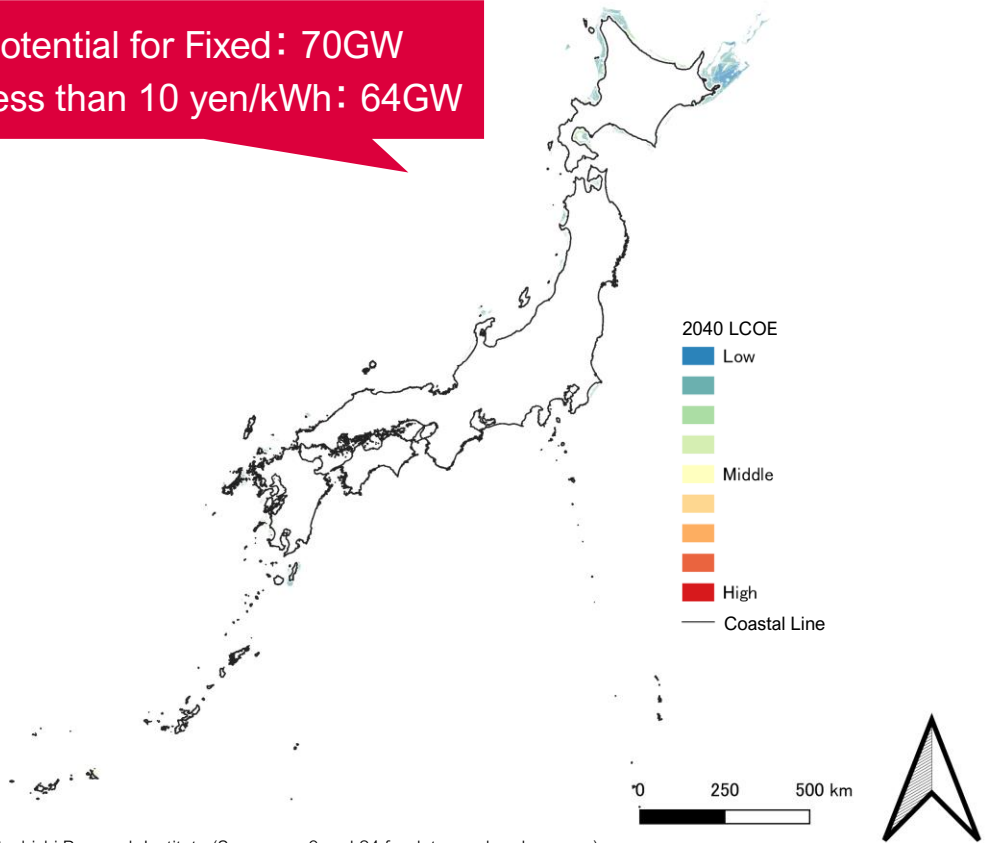 otential for Fixed： 70GW
ess than 10 yen/kWh： 64GW
2040 LCOE
Low
Middle
High
Coastal Line
0 250 500 km